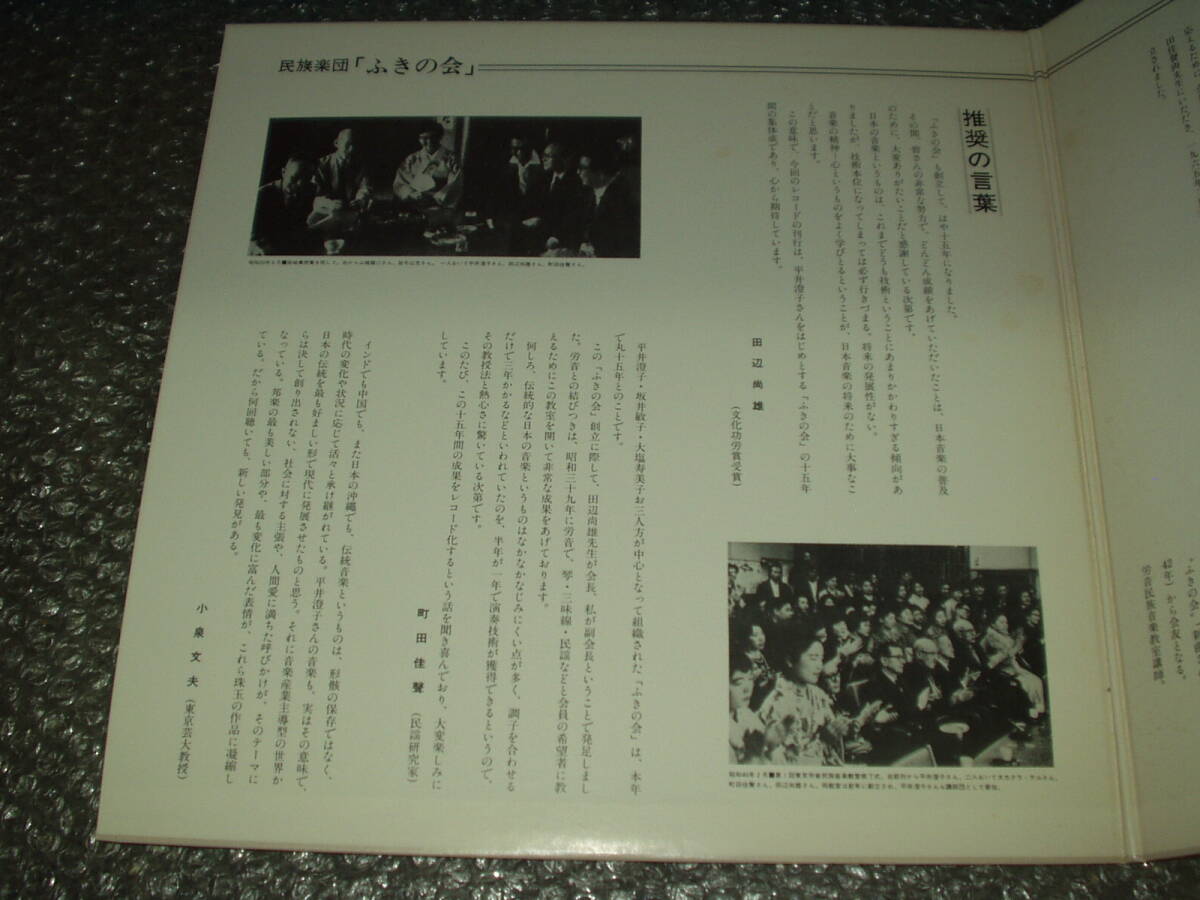 民族楽団「ふきの会」
推奨の言葉
「ふきの会」も創立して、はや十五年になりました。
その間、皆さんの非常な努力で、どんどん成績をあげていただいたことは、日本音楽の普及
のために、大変ありがたいことだと感謝している次第です。
日本の音楽というものは、これまでどうも技術ということにあまりかかわりすぎる傾向があ
りましたが、技術本位になってしまっては必ず行きづまる。将来の発展性がない。
音楽の精神―心というものをよく学びとるということが、日本音楽の将来のために大事なこ
とだと思います。
この意味で、今回のレコードの刊行は、平井澄子さんをはじめとする「ふきの会」の十五年
間の集体成であり、心から期待しています。
田辺尚雄
(文化功労賞受賞)
平井澄子・坂井敏子・大塩寿美子お三人方が中心となって組織された「ふきの会」は、本年
で丸十五年とのことです。
この「ふきの会」創立に際して、田辺尚雄先生が会長、私が副会長ということで発足しまし
た。労音との結びつきは、昭和三十九年に労音で、琴・三味線・民謡などと会員の希望者に教
えるためにこの教室を開いて非常な成果をあげております。
何しろ、伝統的な日本の音楽というものはなかなかなじみにくい点が多く、調子を合わせる
だけで三年かかるなどといわれていたのを、半年が一年で演奏技術が獲得できるというので、
その教授法と熱心さに驚いている次第です。
このたび、この十五年間の成果をレコード化するという話を聞き喜んでおり、大変楽しみに
しています。
町田佳聲
(民謡研究家)
インドでも中国でも、また日本の沖縄でも、伝統音楽というものは、形骸の保存ではなく、
時代の変化や状況に応じて活々と承け継がれている。平井澄子さんの音楽も、実はその意味で、
日本の伝統を最も好ましい形で現代に発展させたものと思う。それに音楽産業主導型の世界か
らは決して創り出されない、社会に対する主張や、人間愛に満ちた呼びかけが、そのテーマに
なっている。邦楽の最も美しい部分や、最も変化に富んだ表情が、これら珠玉の作品に凝縮し
ている。だから何回聴いても、新しい発見がある。
小泉文夫(東京芸大教授)
立されました。
42年)から会友となる。
労音民族音楽教室講師。